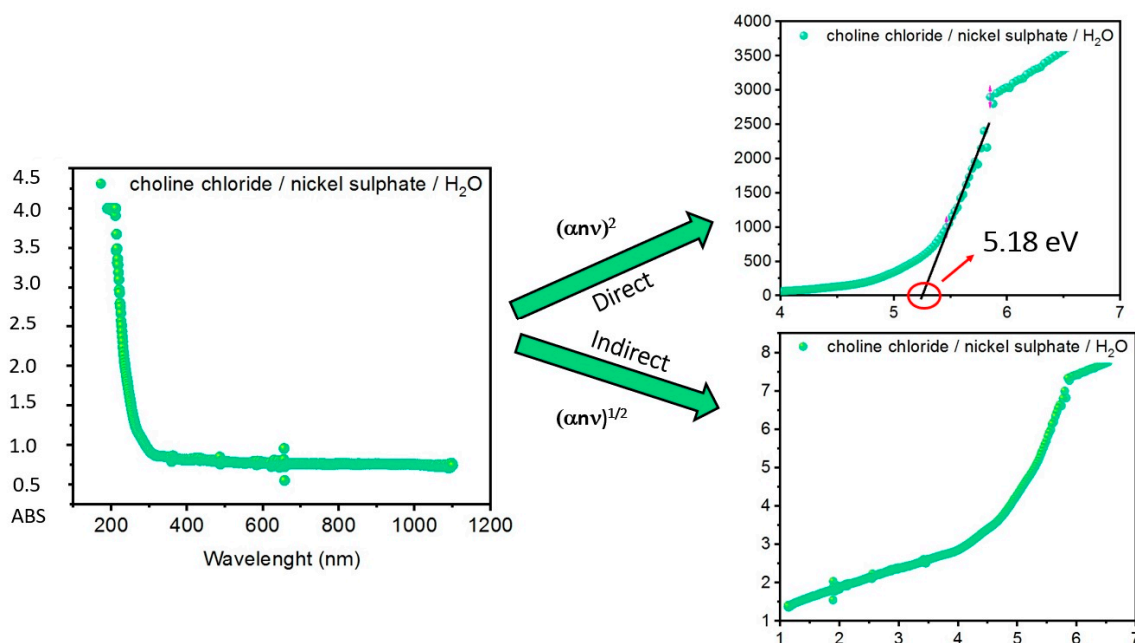 choline chloride / nickel sulphate / H₂O
4.5
4.0
3.5
3.0
2.5
2.0
1.5
1.0
0.5
ABS
200 400 600 800 1000 1200
Wavelenght (nm)
(αnν)²
Direct
Indirect
(αnν)¹/²
choline chloride / nickel sulphate / H₂O
4000
3500
3000
2500
2000
1500
1000
500
0
5.18 eV
4 5 6 7
choline chloride / nickel sulphate / H₂O
8
7
6
5
4
3
2
1
1 2 3 4 5 6 7